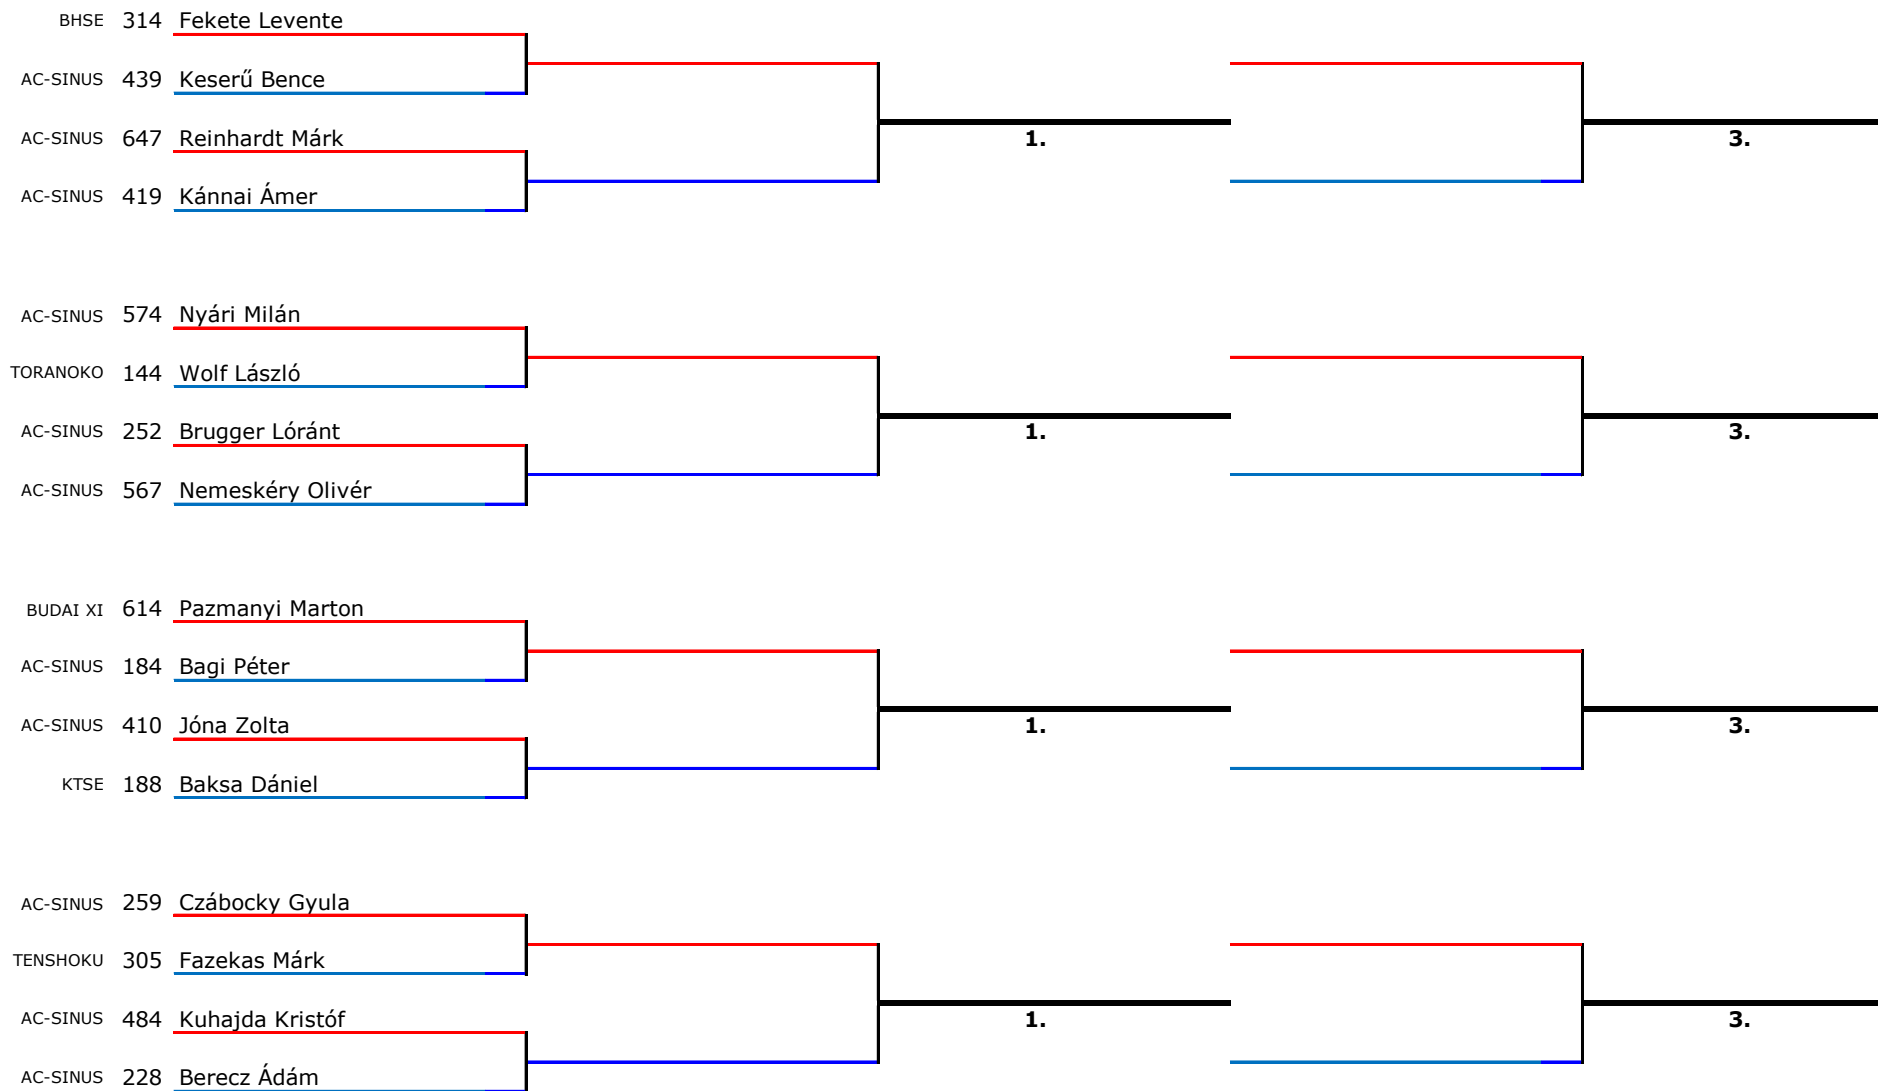 BHSE 314 Fekete Levente
AC-SINUS 439 Keserű Bence
1. 3.
AC-SINUS 647 Reinhardt Márk
AC-SINUS 419 Kánnai Ámer
AC-SINUS 574 Nyári Milán
TORANOKO 144 Wolf László
AC-SINUS 252 Brugger Lóránt 1. 3.
AC-SINUS 567 Nemeskéry Olivér
BUDAI XI 614 Pazmanyi Marton
AC-SINUS 184 Bagi Péter
AC-SINUS 410 Jóna Zolta 1. 3.
KTSE 188 Baksa Dániel
AC-SINUS 259 Czábocky Gyula
TENSHOKU 305 Fazekas Márk
AC-SINUS 484 Kuhajda Kristóf 1. 3.
AC-SINUS 228 Berecz Ádám